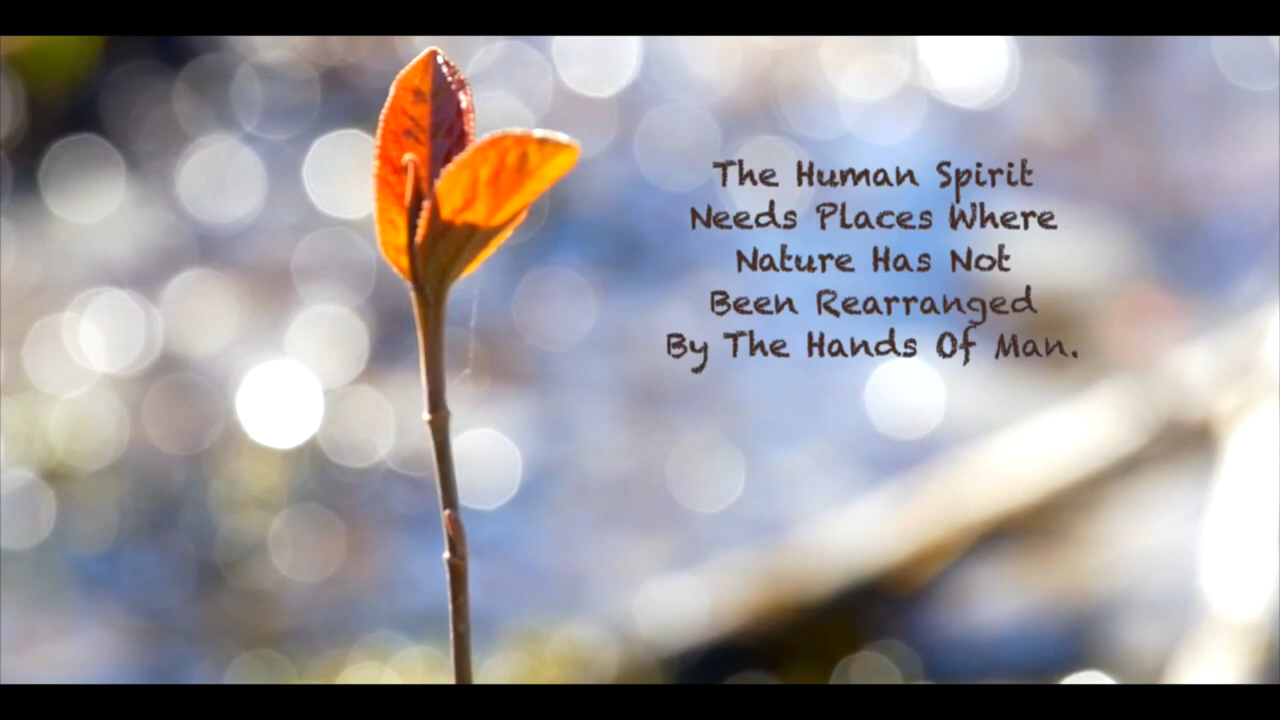 The Human Spirit
Needs Places Where
Nature Has Not
Been Rearranged
By The Hands Of Man.